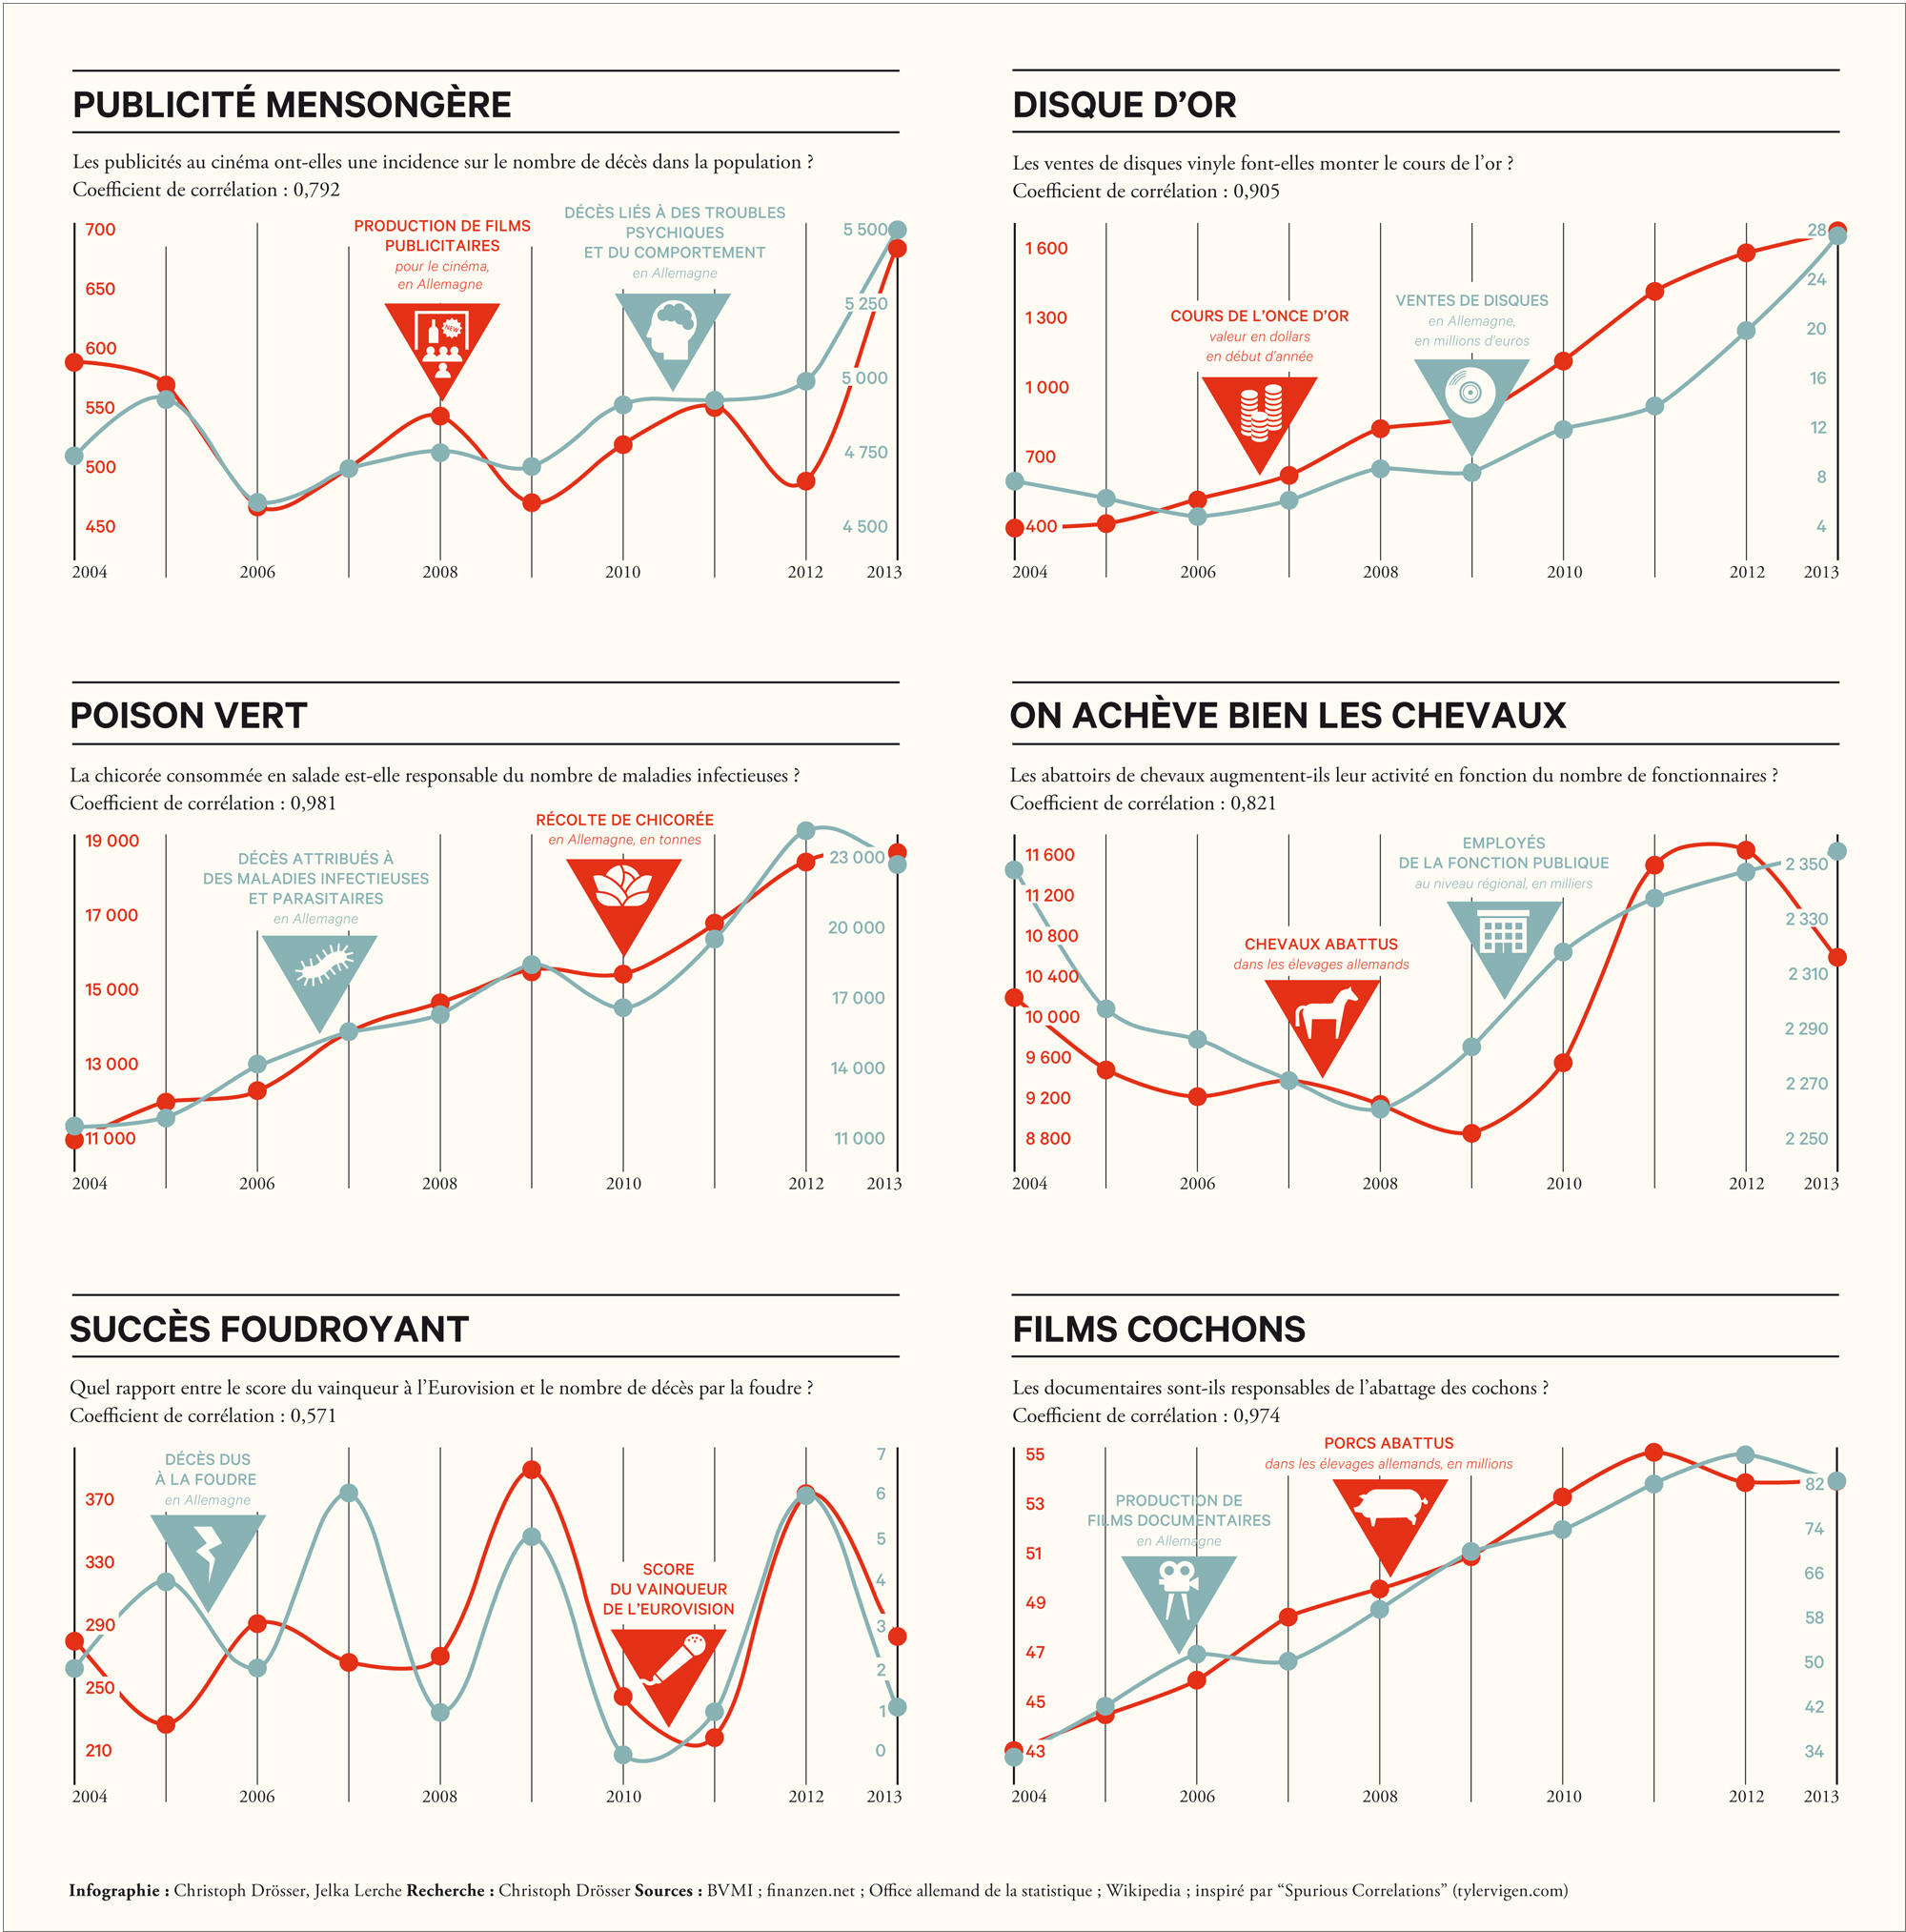 PUBLICITÉ MENSONGÈRE
Les publicités au cinéma ont-elles une incidence sur le nombre de décès dans la population ?
Coefficient de corrélation : 0,792
PRODUCTION DE FILMS
PUBLICITAIRES
pour le cinéma,
en Allemagne
NEW
DÉCÈS LIÉS À DES TROUBLES
PSYCHIQUES
ET DU COMPORTEMENT
en Allemagne
700
650
600
550
500
450
5 500
5 250
5 000
4 750
4 500
2004
2006
2008
2010
2012
2013
DISQUE D’OR
Les ventes de disques vinyle font-elles monter le cours de l’or ?
Coefficient de corrélation : 0,905
COURS DE L’ONCE D’OR
valeur en dollars
en début d’année
VENTES DE DISQUES
en Allemagne,
en millions d’euros
1 600
1 300
1 000
700
400
28
24
20
16
12
8
4
2004
2006
2008
2010
2012
2013
POISON VERT
La chicorée consommée en salade est-elle responsable du nombre de maladies infectieuses ?
Coefficient de corrélation : 0,981
DÉCÈS ATTRIBUÉS À
DES MALADIES INFECTIEUSES
ET PARASITAIRES
en Allemagne
RÉCOLTE DE CHICORÉE
en Allemagne, en tonnes
19 000
17 000
15 000
13 000
11 000
23 000
20 000
17 000
14 000
11 000
2004
2006
2008
2010
2012
2013
ON ACHÈVE BIEN LES CHEVAUX
Les abattoirs de chevaux augmentent-ils leur activité en fonction du nombre de fonctionnaires ?
Coefficient de corrélation : 0,821
CHEVAUX ABATTUS
dans les élevages allemands
EMPLOYÉS
DE LA FONCTION PUBLIQUE
au niveau régional, en milliers
11 600
11 200
10 800
10 400
10 000
9 600
9 200
8 800
2 350
2 330
2 310
2 290
2 270
2 250
2004
2006
2008
2010
2012
2013
SUCCÈS FOUDROYANT
Quel rapport entre le score du vainqueur à l’Eurovision et le nombre de décès par la foudre ?
Coefficient de corrélation : 0,571
DÉCÈS DUS
À LA FOUDRE
en Allemagne
SCORE
DU VAINQUEUR
DE L’EUROVISION
370
330
290
250
210
7
6
5
4
3
2
1
0
2004
2006
2008
2010
2012
2013
FILMS COCHONS
Les documentaires sont-ils responsables de l’abattage des cochons ?
Coefficient de corrélation : 0,974
PRODUCTION DE
FILMS DOCUMENTAIRES
en Allemagne
PORCS ABATTUS
dans les élevages allemands, en millions
55
53
51
49
47
45
43
82
74
66
58
50
42
34
2004
2006
2008
2010
2012
2013
Infographie : Christoph Drösser, Jelka Lerche Recherche : Christoph Drösser Sources : BVMI ; finanzen.net ; Office allemand de la statistique ; Wikipedia ; inspiré par “Spurious Correlations” (tylervigen.com)